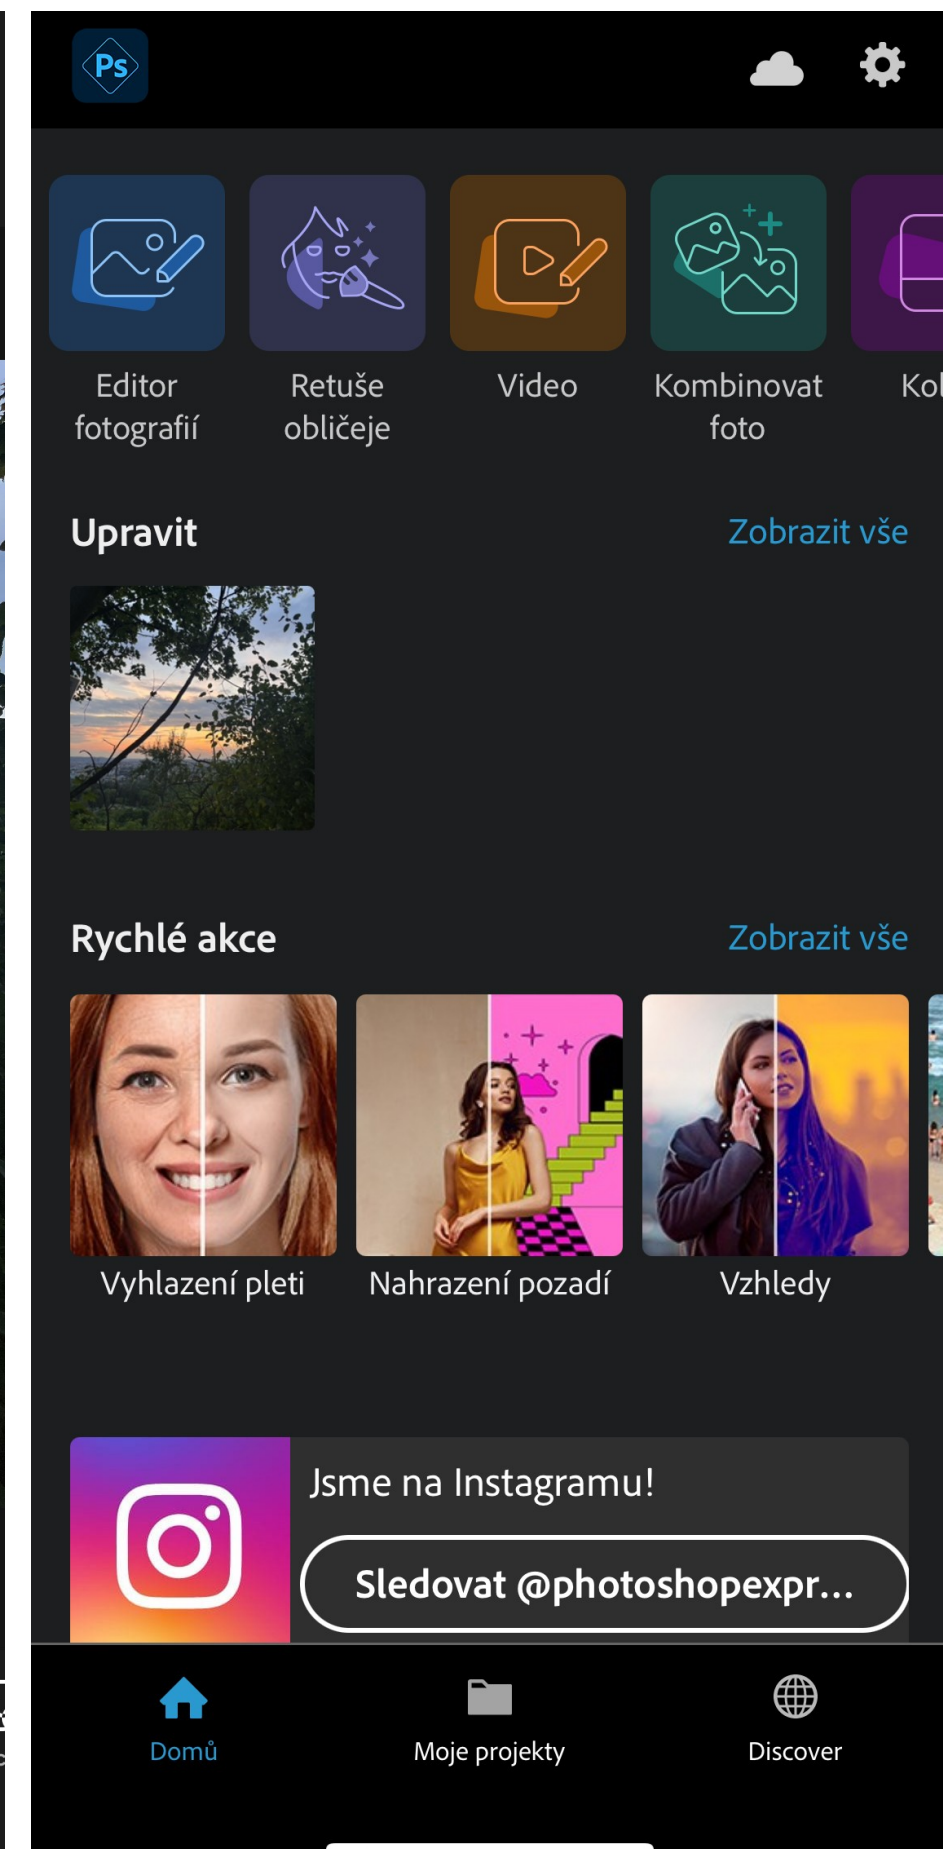 Ps
Editor
fotografií
Retuše
obličeje
Video
Kombinovat
foto
Kol
Upravit
Zobrazit vše
Rychlé akce
Zobrazit vše
Vyhlazení pleti
Nahrazení pozadí
Vzhledy
Jsme na Instagramu!
Sledovat @photoshopexpr...
Domů
Moje projekty
Discover